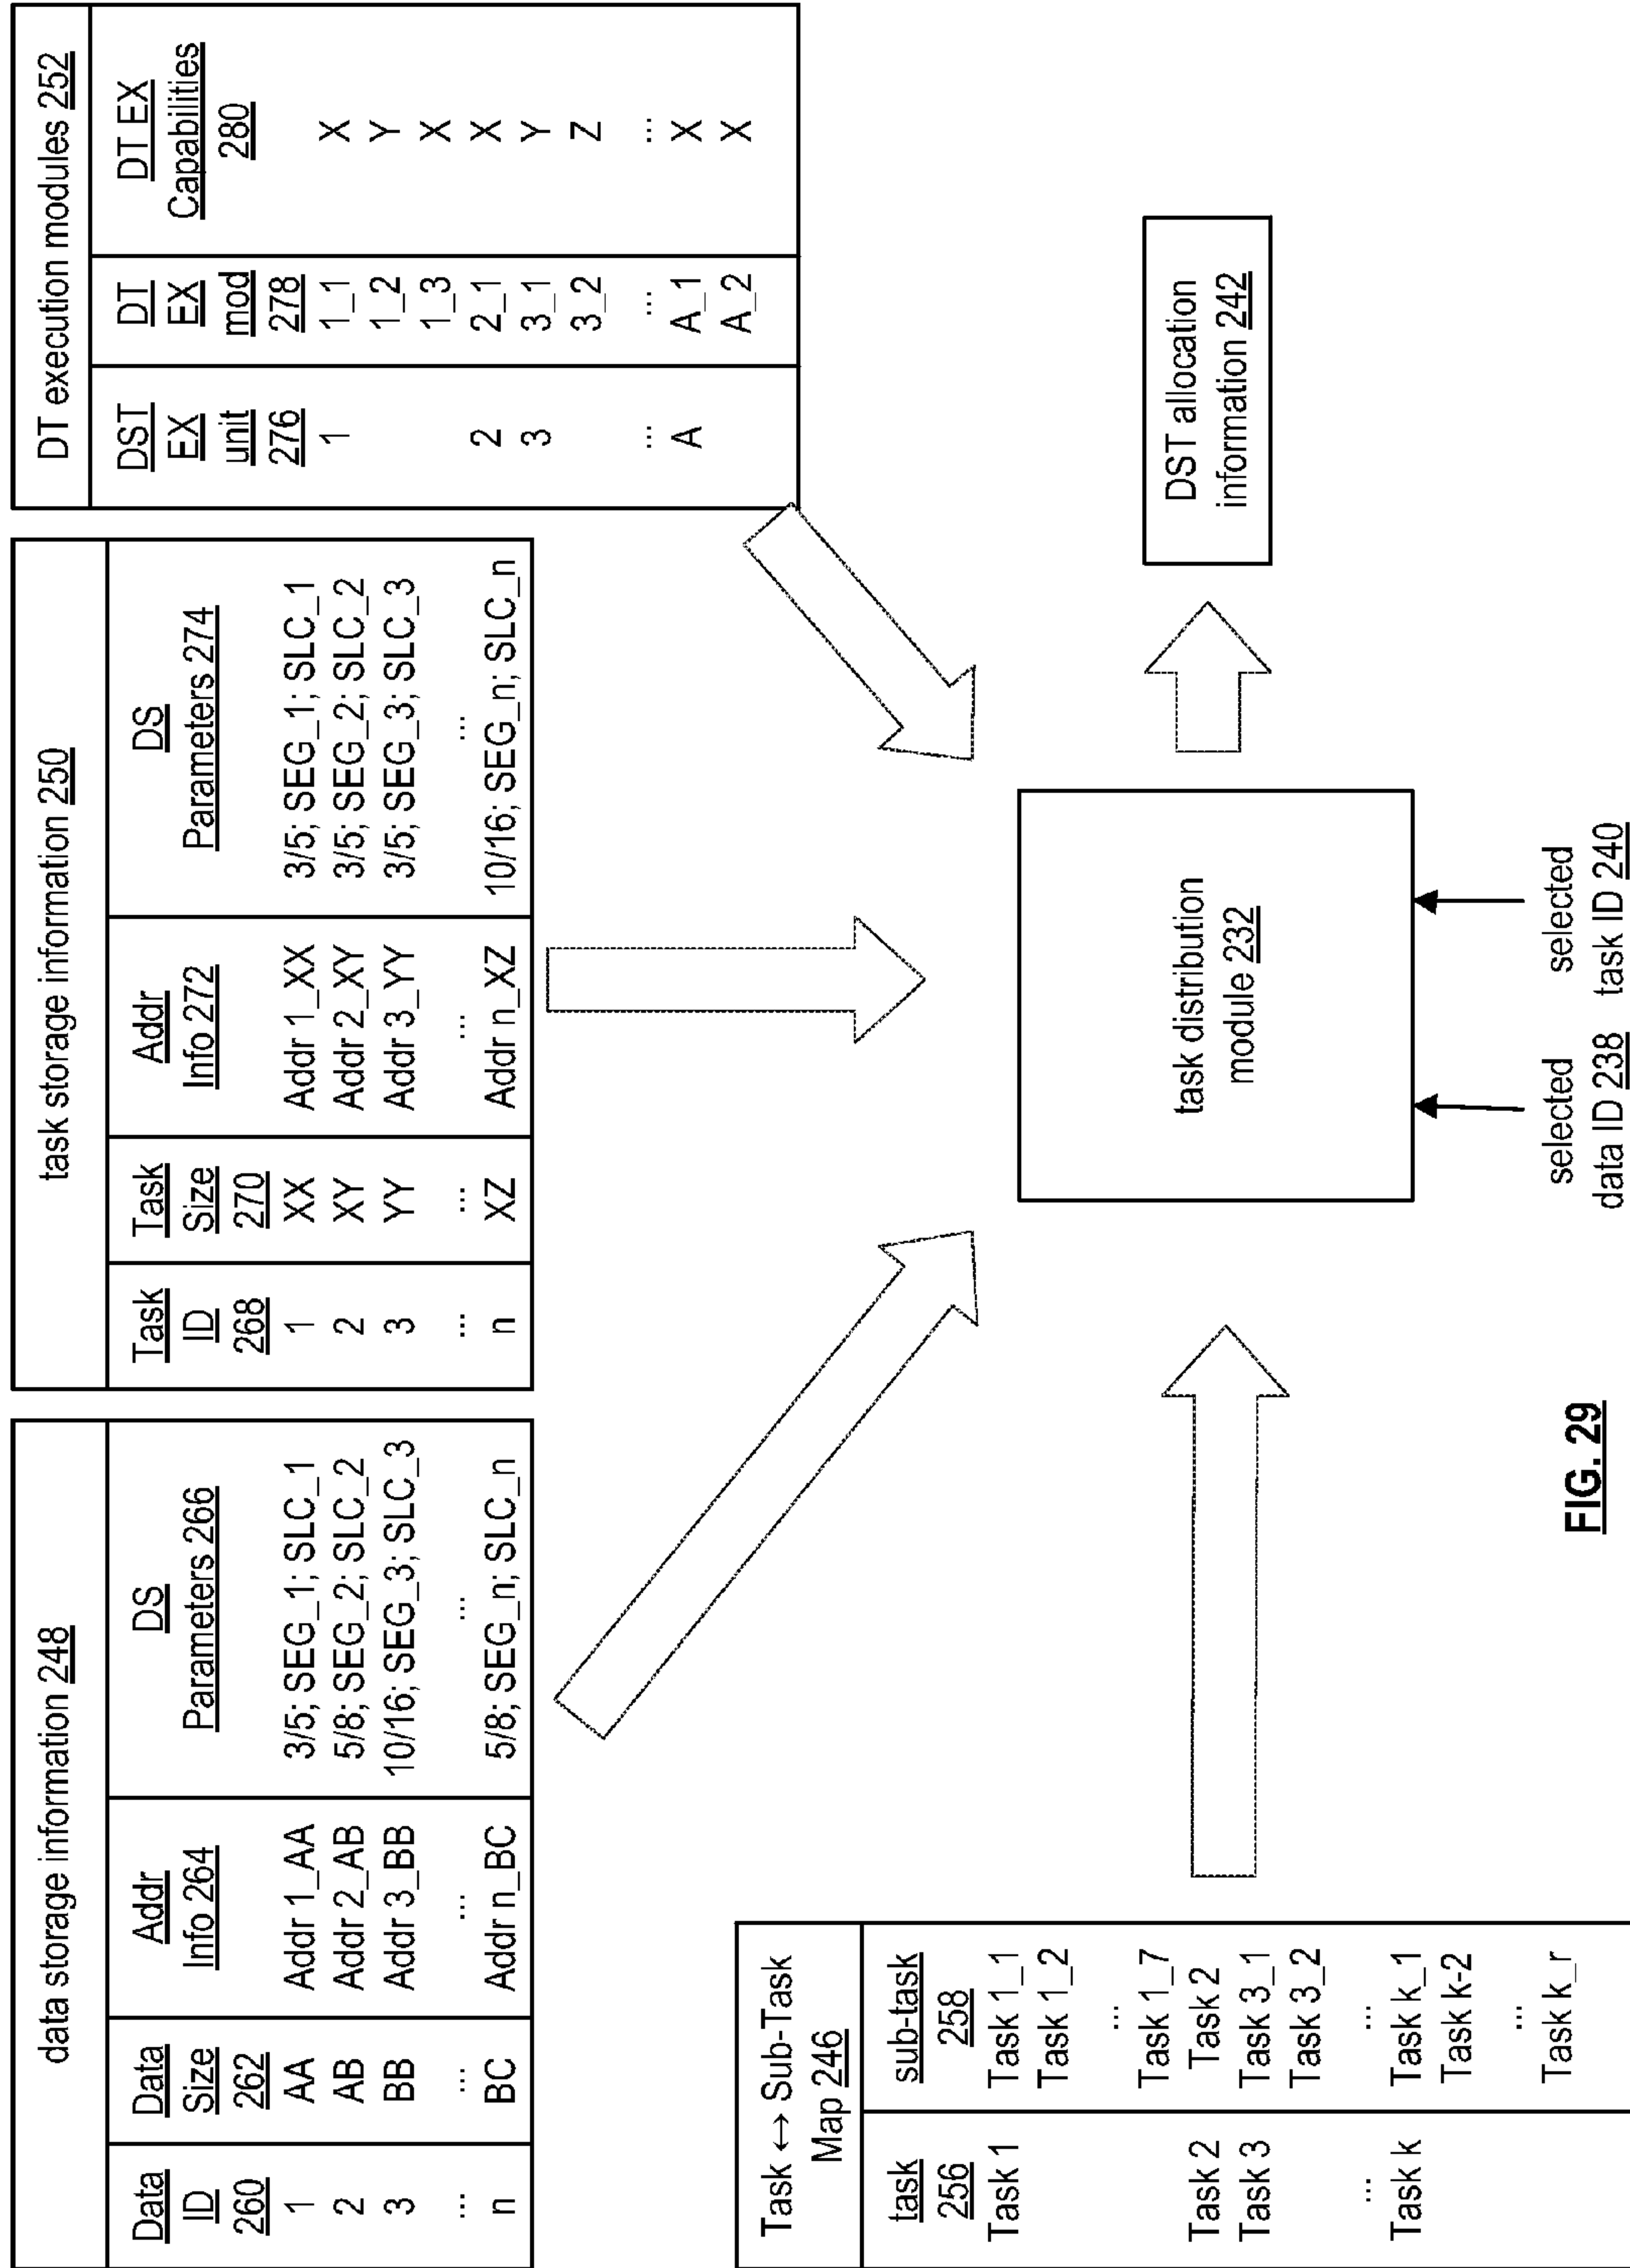 data storage information 248
Data ID 260 Data Size 262 Addr Info 264 DS Parameters 266
1 AA Addr 1_AA 3/5; SEG_1; SLC_1
2 AB Addr 2_AB 5/8; SEG_2; SLC_2
3 BB Addr 3_BB 10/16; SEG_3; SLC_3
... ... ... ...
n BC Addr n_BC 5/8; SEG_n; SLC_n
task storage information 250
Task ID 268 Task Size 270 Addr Info 272 DS Parameters 274
1 XX Addr 1_XX 3/5; SEG_1; SLC_1
2 XY Addr 2_XY 3/5; SEG_2; SLC_2
3 YY Addr 3_YY 3/5; SEG_3; SLC_3
... ... ... ...
n XZ Addr n_XZ 10/16; SEG_n; SLC_n
DT execution modules 252
DST EX unit 276 DT EX mod 278 DT EX Capabilities 280
1 1_1 X
1_2 Y
1_3 X
2 2_1 X
3 3_1 Y
3_2 Z
... ... ...
A A_1 X
A_2 X
Task ↔ Sub-Task
Map 246
task 256 sub-task 258
Task 1 Task 1_1
Task 1_2
...
Task 1_7
Task 2 Task 2
Task 3 Task 3_1
Task 3_2
... ...
Task k Task k_1
Task k-2
...
Task k_r
task distribution
module 232
DST allocation
information 242
selected
data ID 238
selected
task ID 240
FIG. 29